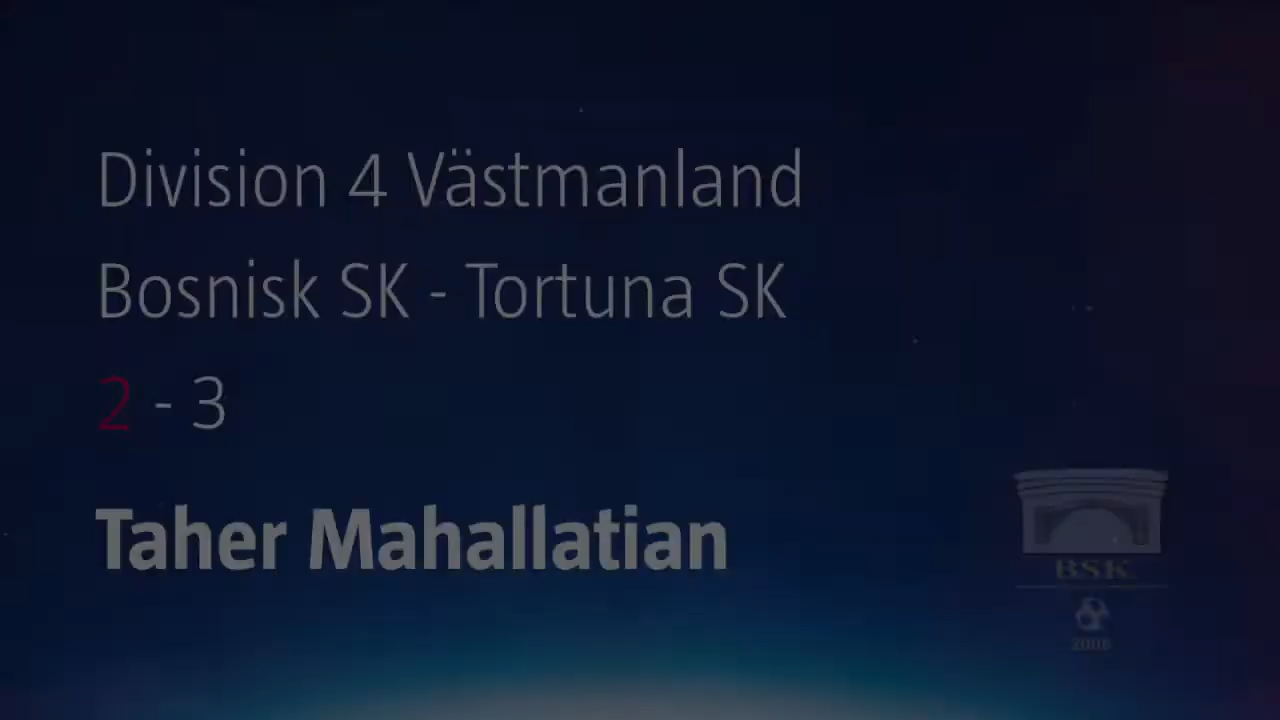 Division 4 Västmanland
Bosnisk SK - Tortuna SK
2 - 3
Taher Mahallatian
BSK